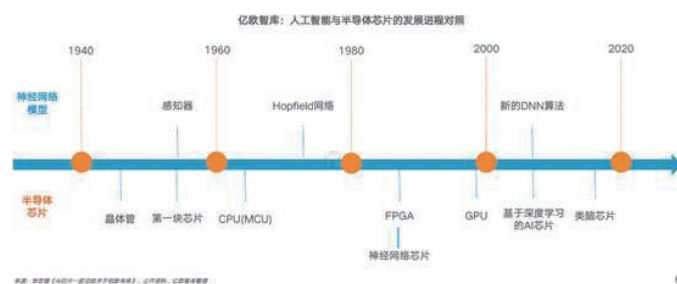 亿欧智库：人工智能与半导体芯片的发展进程对照
1940 1960 1980 2000 2020
神经网络
模型
感知器 Hopfield网络 新的DNN算法
半导体
芯片
晶体管 第一块芯片 CPU(MCU) FPGA GPU 基于深度学习 类脑芯片
的AI芯片
神经网络芯片